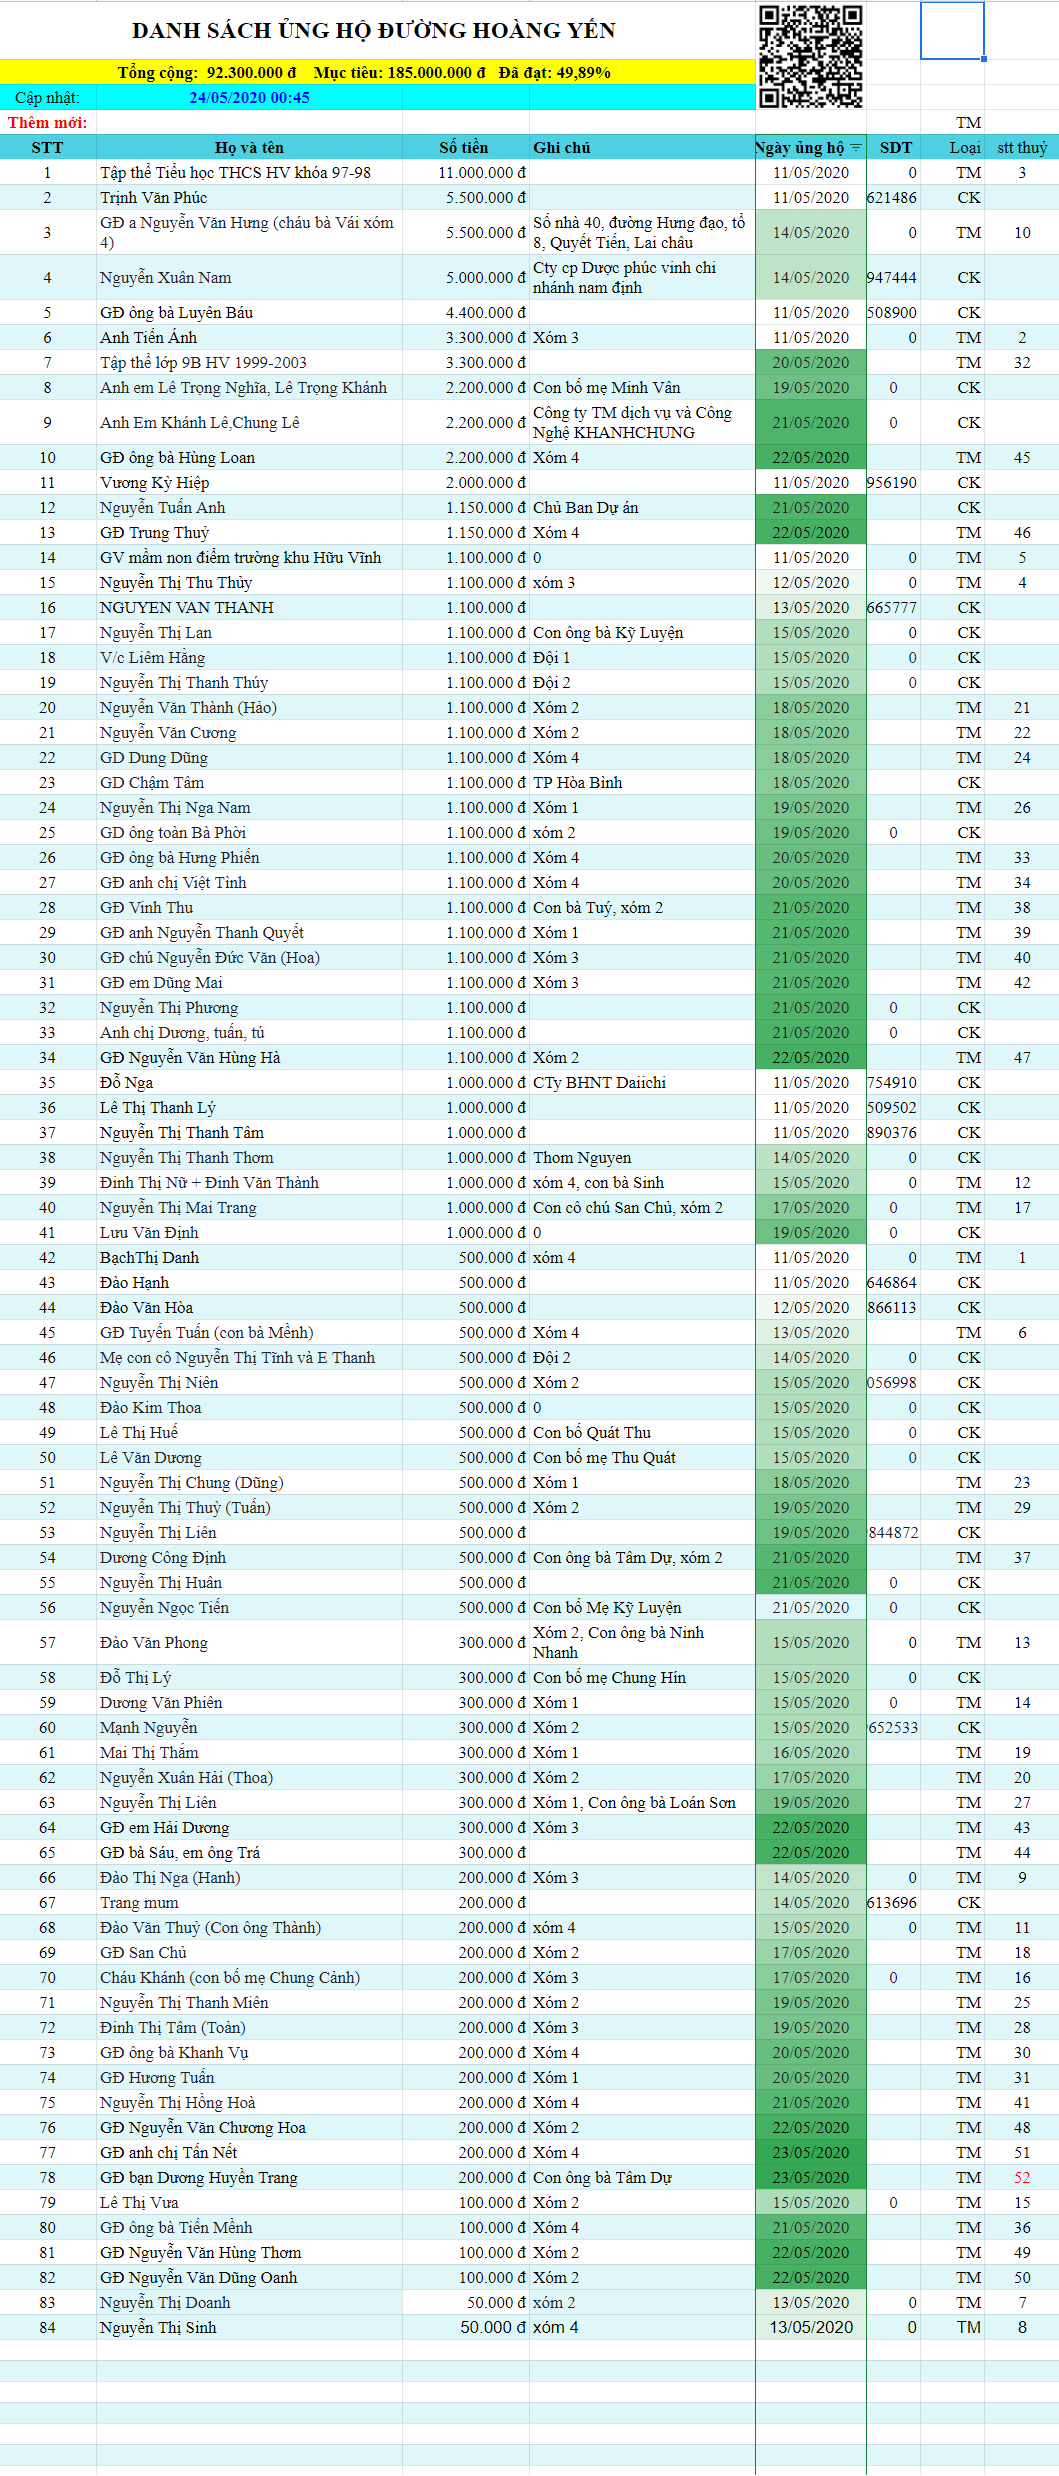 DANH SÁCH ỦNG HỘ ĐƯỜNG HOÀNG YẾN
Tổng cộng: 92.300.000 đ Mục tiêu: 185.000.000 đ Đã đạt: 49,89%
Cập nhật: 24/05/2020 00:45
Thêm mới: TM
STT Họ và tên Số tiền Ghi chú Ngày ủng hộ SDT Loại stt thuỷ
1 Tập thể Tiểu học THCS HV khóa 97-98 11.000.000 đ 11/05/2020 0 TM 3
2 Trịnh Văn Phúc 5.500.000 đ 11/05/2020 621486 CK
3 GĐ a Nguyễn Văn Hưng (cháu bà Vái xóm 4) 5.500.000 đ Số nhà 40, đường Hưng đạo, tổ 8, Quyết Tiến, Lai châu 14/05/2020 0 TM 10
4 Nguyễn Xuân Nam 5.000.000 đ Cty cp Dược phúc vinh chi nhánh nam định 14/05/2020 947444 CK
5 GĐ ông bà Luyên Báu 4.400.000 đ 11/05/2020 508900 CK
6 Anh Tiến Ánh 3.300.000 đ Xóm 3 11/05/2020 0 TM 2
7 Tập thể lớp 9B HV 1999-2003 3.300.000 đ 20/05/2020 TM 32
8 Anh em Lê Trọng Nghĩa, Lê Trọng Khánh 2.200.000 đ Con bố mẹ Minh Vân 19/05/2020 0 CK
9 Anh Em Khánh Lê,Chung Lê 2.200.000 đ Công ty TM dịch vụ và Công Nghệ KHANHCHUNG 21/05/2020 0 CK
10 GĐ ông bà Hùng Loan 2.200.000 đ Xóm 4 22/05/2020 TM 45
11 Vương Kỳ Hiệp 2.000.000 đ 11/05/2020 956190 CK
12 Nguyễn Tuấn Anh 1.150.000 đ Chủ Ban Dự án 21/05/2020 CK
13 GĐ Trung Thuỷ 1.150.000 đ Xóm 4 22/05/2020 TM 46
14 GV mầm non điểm trường khu Hữu Vĩnh 1.100.000 đ 0 11/05/2020 0 TM 5
15 Nguyễn Thị Thu Thủy 1.100.000 đ xóm 3 12/05/2020 0 TM 4
16 NGUYEN VAN THANH 1.100.000 đ 13/05/2020 665777 CK
17 Nguyễn Thị Lan 1.100.000 đ Con ông bà Kỹ Luyện 15/05/2020 0 CK
18 V/c Liêm Hằng 1.100.000 đ Đội 1 15/05/2020 0 CK
19 Nguyễn Thị Thanh Thúy 1.100.000 đ Đội 2 15/05/2020 0 CK
20 Nguyễn Văn Thành (Hảo) 1.100.000 đ Xóm 2 18/05/2020 TM 21
21 Nguyễn Văn Cương 1.100.000 đ Xóm 2 18/05/2020 TM 22
22 GD Dung Dũng 1.100.000 đ Xóm 4 18/05/2020 TM 24
23 GD Chậm Tâm 1.100.000 đ TP Hòa Bình 18/05/2020 CK
24 Nguyễn Thị Nga Nam 1.100.000 đ Xóm 1 19/05/2020 TM 26
25 GD ông toàn Bà Phời 1.100.000 đ xóm 2 19/05/2020 0 CK
26 GĐ ông bà Hưng Phiến 1.100.000 đ Xóm 4 20/05/2020 TM 33
27 GĐ anh chị Việt Tình 1.100.000 đ Xóm 4 20/05/2020 TM 34
28 GĐ Vinh Thu 1.100.000 đ Con bà Tuý, xóm 2 21/05/2020 TM 38
29 GĐ anh Nguyễn Thanh Quyết 1.100.000 đ Xóm 1 21/05/2020 TM 39
30 GĐ chú Nguyễn Đức Văn (Hoa) 1.100.000 đ Xóm 3 21/05/2020 TM 40
31 GĐ em Dũng Mai 1.100.000 đ Xóm 3 21/05/2020 TM 42
32 Nguyễn Thị Phương 1.100.000 đ 21/05/2020 0 CK
33 Anh chị Dương, tuấn, tú 1.100.000 đ 21/05/2020 0 CK
34 GĐ Nguyễn Văn Hùng Hà 1.100.000 đ Xóm 2 22/05/2020 TM 47
35 Đỗ Nga 1.000.000 đ CTy BHNT Daiichi 11/05/2020 754910 CK
36 Lê Thị Thanh Lý 1.000.000 đ 11/05/2020 509502 CK
37 Nguyễn Thị Thanh Tâm 1.000.000 đ 11/05/2020 890376 CK
38 Nguyễn Thị Thanh Thơm 1.000.000 đ Thom Nguyen 14/05/2020 0 CK
39 Đinh Thị Nữ + Đinh Văn Thành 1.000.000 đ xóm 4, con bà Sinh 15/05/2020 0 TM 12
40 Nguyễn Thị Mai Trang 1.000.000 đ Con cô chú San Chủ, xóm 2 17/05/2020 0 TM 17
41 Lưu Văn Định 1.000.000 đ 0 19/05/2020 0 CK
42 BạchThị Danh 500.000 đ xóm 4 11/05/2020 0 TM 1
43 Đào Hạnh 500.000 đ 11/05/2020 646864 CK
44 Đào Văn Hòa 500.000 đ 12/05/2020 866113 CK
45 GĐ Tuyến Tuấn (con bà Mềnh) 500.000 đ Xóm 4 13/05/2020 TM 6
46 Mẹ con cô Nguyễn Thị Tĩnh và E Thanh 500.000 đ Đội 2 14/05/2020 0 CK
47 Nguyễn Thị Niên 500.000 đ Xóm 2 15/05/2020 056998 CK
48 Đào Kim Thoa 500.000 đ 0 15/05/2020 0 CK
49 Lê Thị Huế 500.000 đ Con bố Quát Thu 15/05/2020 0 CK
50 Lê Văn Dương 500.000 đ Con bố mẹ Thu Quát 15/05/2020 0 CK
51 Nguyễn Thị Chung (Dũng) 500.000 đ Xóm 1 18/05/2020 TM 23
52 Nguyễn Thị Thuỳ (Tuấn) 500.000 đ Xóm 2 19/05/2020 TM 29
53 Nguyễn Thị Liên 500.000 đ 19/05/2020 844872 CK
54 Dương Công Định 500.000 đ Con ông bà Tâm Dự, xóm 2 21/05/2020 TM 37
55 Nguyễn Thị Huân 500.000 đ 21/05/2020 0 CK
56 Nguyễn Ngọc Tiến 500.000 đ Con bố Mẹ Kỹ Luyện 21/05/2020 0 CK
57 Đào Văn Phong 300.000 đ Xóm 2, Con ông bà Ninh Nhanh 15/05/2020 0 TM 13
58 Đỗ Thị Lý 300.000 đ Con bố mẹ Chung Hín 15/05/2020 0 CK
59 Dương Văn Phiên 300.000 đ Xóm 1 15/05/2020 0 TM 14
60 Mạnh Nguyễn 300.000 đ Xóm 2 15/05/2020 652533 CK
61 Mai Thị Thắm 300.000 đ Xóm 1 16/05/2020 TM 19
62 Nguyễn Xuân Hải (Thoa) 300.000 đ Xóm 2 17/05/2020 TM 20
63 Nguyễn Thị Liên 300.000 đ Xóm 1, Con ông bà Loán Sơn 19/05/2020 TM 27
64 GĐ em Hải Dương 300.000 đ Xóm 3 22/05/2020 TM 43
65 GĐ bà Sáu, em ông Trá 300.000 đ 22/05/2020 TM 44
66 Đào Thị Nga (Hanh) 200.000 đ Xóm 3 14/05/2020 0 TM 9
67 Trang mum 200.000 đ 14/05/2020 613696 CK
68 Đào Văn Thuỷ (Con ông Thành) 200.000 đ xóm 4 15/05/2020 0 TM 11
69 GĐ San Chủ 200.000 đ Xóm 2 17/05/2020 TM 18
70 Cháu Khánh (con bố mẹ Chung Cảnh) 200.000 đ Xóm 3 17/05/2020 0 TM 16
71 Nguyễn Thị Thanh Miên 200.000 đ Xóm 2 19/05/2020 TM 25
72 Đinh Thị Tâm (Toản) 200.000 đ Xóm 3 19/05/2020 TM 28
73 GĐ ông bà Khanh Vụ 200.000 đ Xóm 4 20/05/2020 TM 30
74 GĐ Hương Tuấn 200.000 đ Xóm 1 20/05/2020 TM 31
75 Nguyễn Thị Hồng Hoà 200.000 đ Xóm 4 21/05/2020 TM 41
76 GĐ Nguyễn Văn Chương Hoa 200.000 đ Xóm 2 22/05/2020 TM 48
77 GĐ anh chị Tấn Nết 200.000 đ Xóm 4 23/05/2020 TM 51
78 GĐ bạn Dương Huyền Trang 200.000 đ Con ông bà Tâm Dự 23/05/2020 TM 52
79 Lê Thị Vưa 100.000 đ Xóm 2 15/05/2020 0 TM 15
80 GĐ ông bà Tiến Mềnh 100.000 đ Xóm 4 21/05/2020 TM 36
81 GĐ Nguyễn Văn Hùng Thơm 100.000 đ Xóm 2 22/05/2020 TM 49
82 GĐ Nguyễn Văn Dũng Oanh 100.000 đ Xóm 2 22/05/2020 TM 50
83 Nguyễn Thị Doanh 50.000 đ xóm 2 13/05/2020 0 TM 7
84 Nguyễn Thị Sinh 50.000 đ xóm 4 13/05/2020 0 TM 8